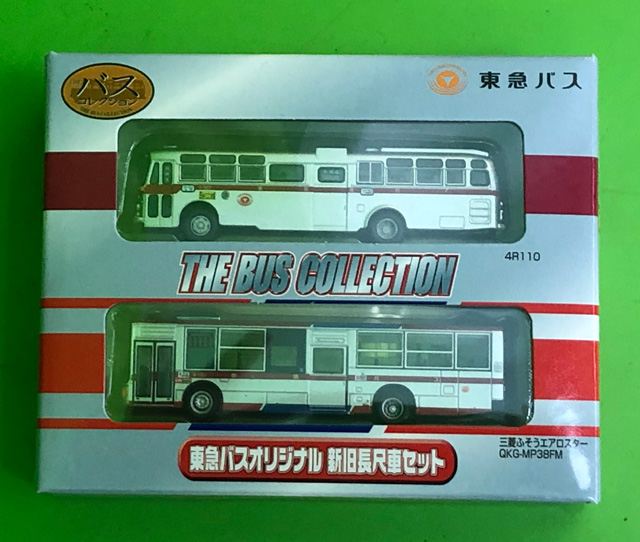 バス
コレクション
東急バス
4R110
THE BUS COLLECTION
三菱ふそうエアロスター
QKG-MP38FM
東急バスオリジナル 新旧長尺車セット